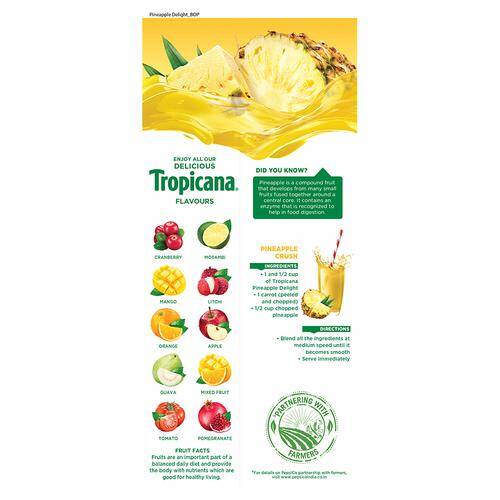 Pineapple Delight_BOP
ENJOY ALL OUR
DELICIOUS
Tropicana®
FLAVOURS
CRANBERRY
MOSAMBI
MANGO
LITCHI
ORANGE
APPLE
GUAVA
MIXED FRUIT
TOMATO
POMEGRANATE
FRUIT FACTS
Fruits are an important part of a
balanced daily diet and provide
the body with nutrients which are
good for healthy living.
DID YOU KNOW?
Pineapple is a compound fruit
that develops from many small
fruits fused together around a
central core. It contains an
enzyme that is recognized to
help in food digestion.
PINEAPPLE
CRUSH
INGREDIENTS
• 1 and 1/2 cup
of Tropicana
Pineapple Delight
• 1 carrot (peeled
and chopped)
• 1/2 cup chopped
pineapple
DIRECTIONS
• Blend all the ingredients at
medium speed until it
becomes smooth
• Serve immediately
*PARTNERING WITH
FARMERS
*For details on PepsiCo partnership with farmers,
visit www.pepsicoindia.co.in